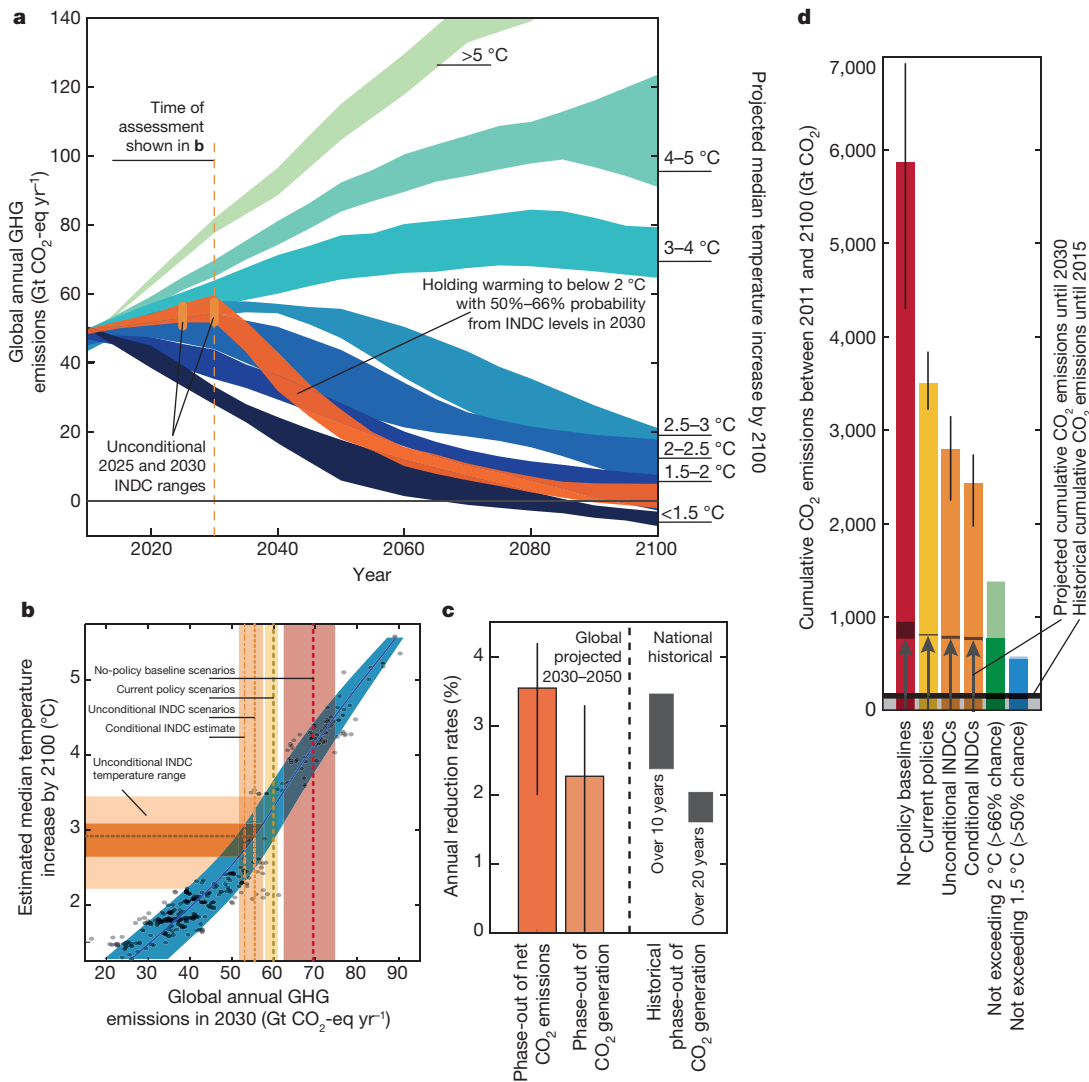 a
140
120
100
80
60
40
20
0
Global annual GHG
emissions (Gt CO2-eq yr–1)
2020
2040
2060
2080
2100
Year
Time of
assessment
shown in b
>5 °C
4–5 °C
3–4 °C
2.5–3 °C
2–2.5 °C
1.5–2 °C
<1.5 °C
Holding warming to below 2 °C
with 50%–66% probability
from INDC levels in 2030
Unconditional
2025 and 2030
INDC ranges
Projected median temperature increase by 2100
b
5
4
3
2
Estimated median temperature
increase by 2100 (°C)
No-policy baseline scenarios
Current policy scenarios
Unconditional INDC scenarios
Conditional INDC estimate
Unconditional INDC
temperature range
20
30
40
50
60
70
80
90
Global annual GHG
emissions in 2030 (Gt CO2-eq yr–1)
c
4
3
2
1
0
Annual reduction rates (%)
Global
projected
2030–2050
National
historical
Over 10 years
Over 20 years
Phase-out of net
CO2 emissions
Phase-out of
CO2 generation
Historical
phase-out of
CO2 generation
d
7,000
6,000
5,000
4,000
3,000
2,000
1,000
0
Cumulative CO2 emissions between 2011 and 2100 (Gt CO2)
Projected cumulative CO2 emissions until 2030
Historical cumulative CO2 emissions until 2015
No-policy baselines
Current policies
Unconditional INDCs
Conditional INDCs
Not exceeding 2 °C (>66% chance)
Not exceeding 1.5 °C (>50% chance)